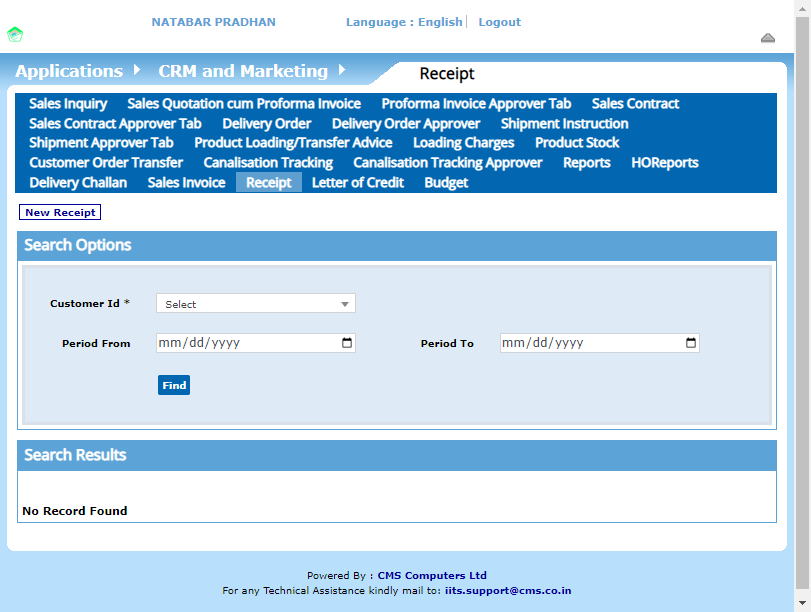 NATABAR PRADHAN Language : English Logout
Applications CRM and Marketing Receipt
Sales Inquiry Sales Quotation cum Proforma Invoice Proforma Invoice Approver Tab Sales Contract
Sales Contract Approver Tab Delivery Order Delivery Order Approver Shipment Instruction
Shipment Approver Tab Product Loading/Transfer Advice Loading Charges Product Stock
Customer Order Transfer Canalisation Tracking Canalisation Tracking Approver Reports HOReports
Delivery Challan Sales Invoice Receipt Letter of Credit Budget
New Receipt
Search Options
Customer Id * Select
Period From mm/dd/yyyy Period To mm/dd/yyyy
Find
Search Results
No Record Found
Powered By : CMS Computers Ltd
For any Technical Assistance kindly mail to: iits.support@cms.co.in